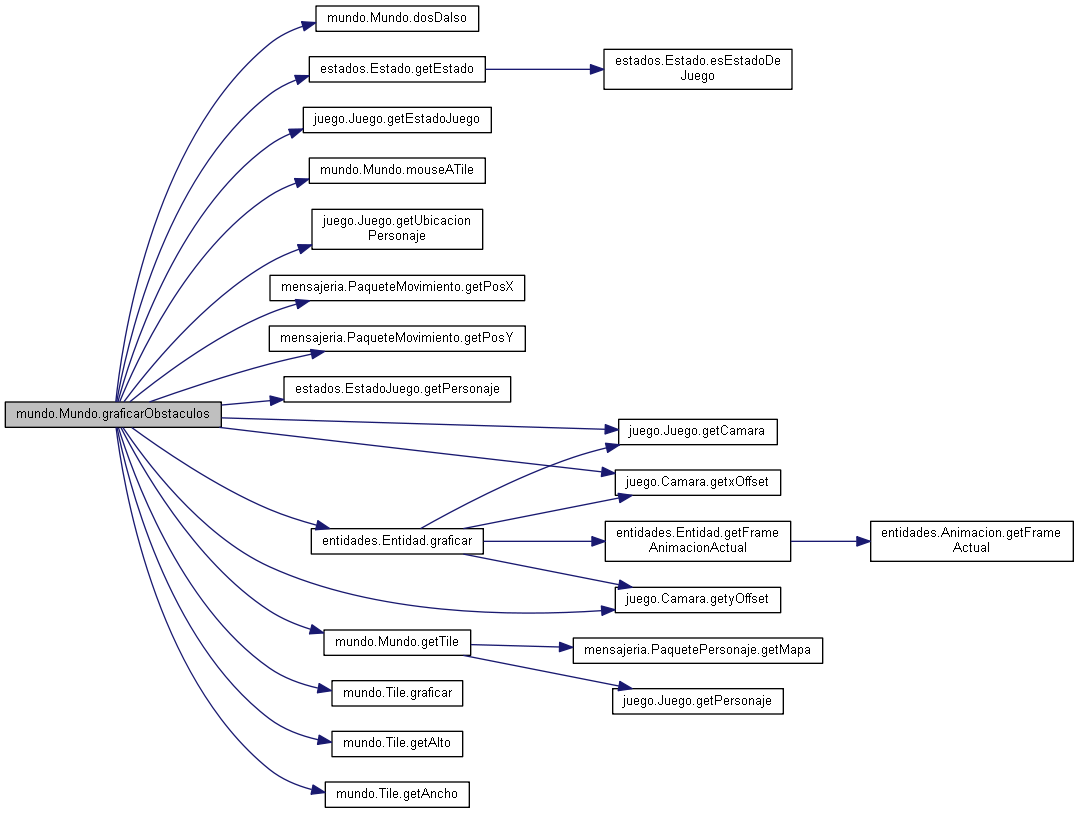 mundo.Mundo.dosDaIso
estados.Estado.getEstado
estados.Estado.esEstadoDe
Juego
juego.Juego.getEstadoJuego
mundo.Mundo.mouseATile
juego.Juego.getUbicacion
Personaje
mensajeria.PaqueteMovimiento.getPosX
mensajeria.PaqueteMovimiento.getPosY
estados.EstadoJuego.getPersonaje
mundo.Mundo.graficarObstaculos
juego.Juego.getCamara
juego.Camara.getxOffset
entidades.Entidad.graficar
entidades.Entidad.getFrame
AnimacionActual
entidades.Animacion.getFrame
Actual
juego.Camara.getyOffset
mundo.Mundo.getTile
mensajeria.PaquetePersonaje.getMapa
mundo.Tile.graficar
juego.Juego.getPersonaje
mundo.Tile.getAlto
mundo.Tile.getAncho